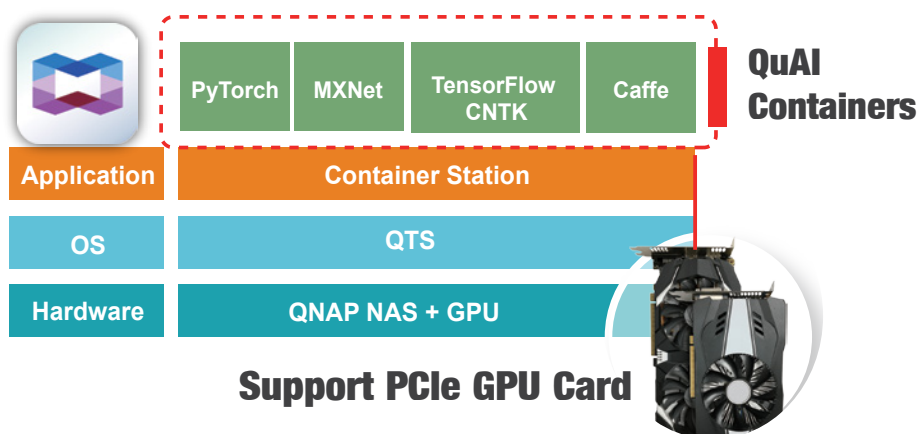 PyTorch
MXNet
TensorFlow
CNTK
Caffe
QuAI
Containers
Application
Container Station
OS
QTS
Hardware
QNAP NAS + GPU
Support PCIe GPU Card